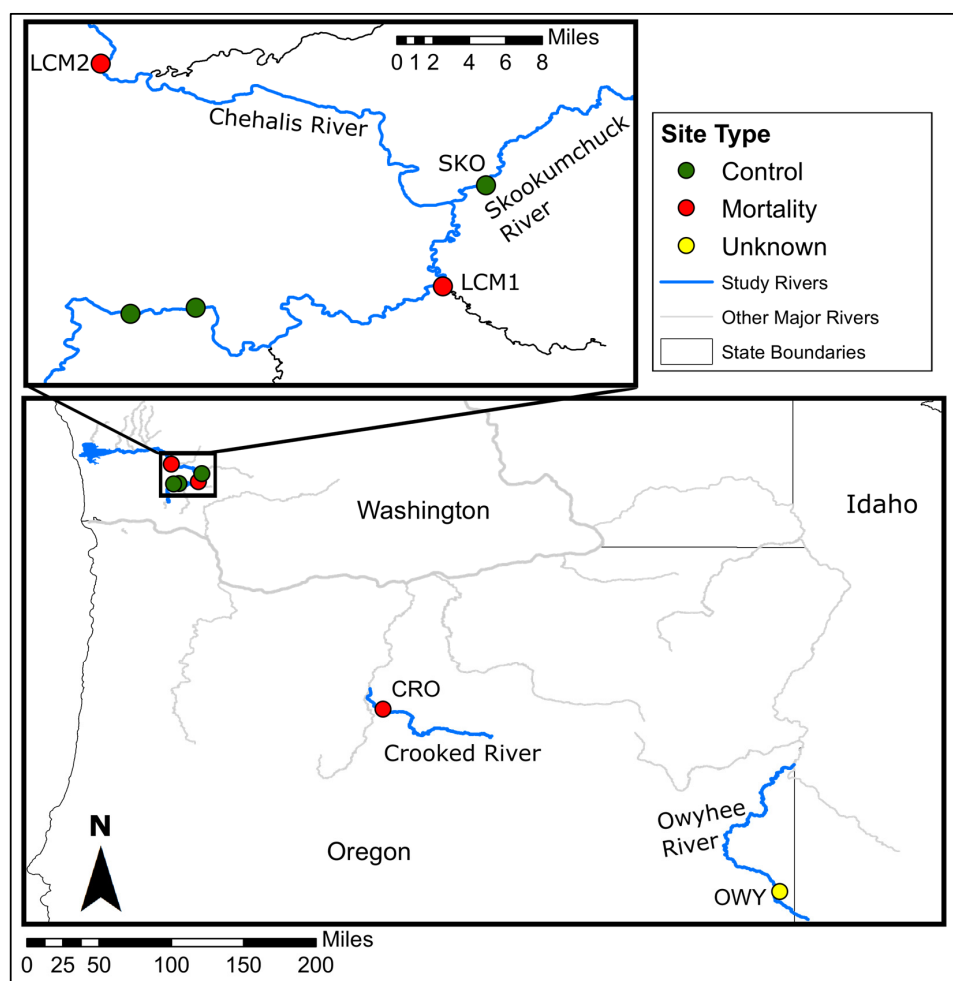 LCM2
Miles
0 1 2 4 6 8
Chehalis River
SKO
Skookumchuck
River
LCM1
Site Type
Control
Mortality
Unknown
Study Rivers
Other Major Rivers
State Boundaries
Washington
Idaho
CRO
Crooked River
Owyhee
River
OWY
Oregon
N
Miles
0 25 50 100 150 200